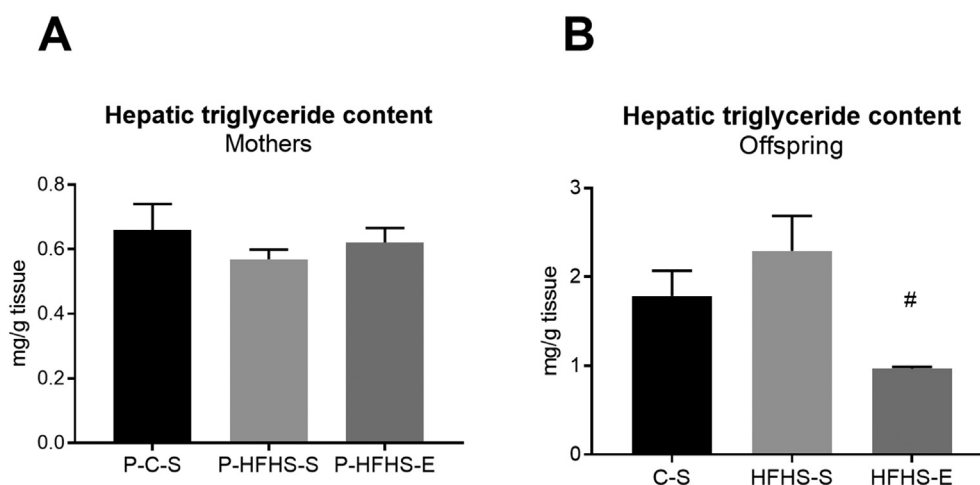 A
Hepatic triglyceride content
Mothers
mg/g tissue
0.8
0.6
0.4
0.2
0.0
P-C-S P-HFHS-S P-HFHS-E
B
Hepatic triglyceride content
Offspring
mg/g tissue
3
2
1
0
#
C-S HFHS-S HFHS-E